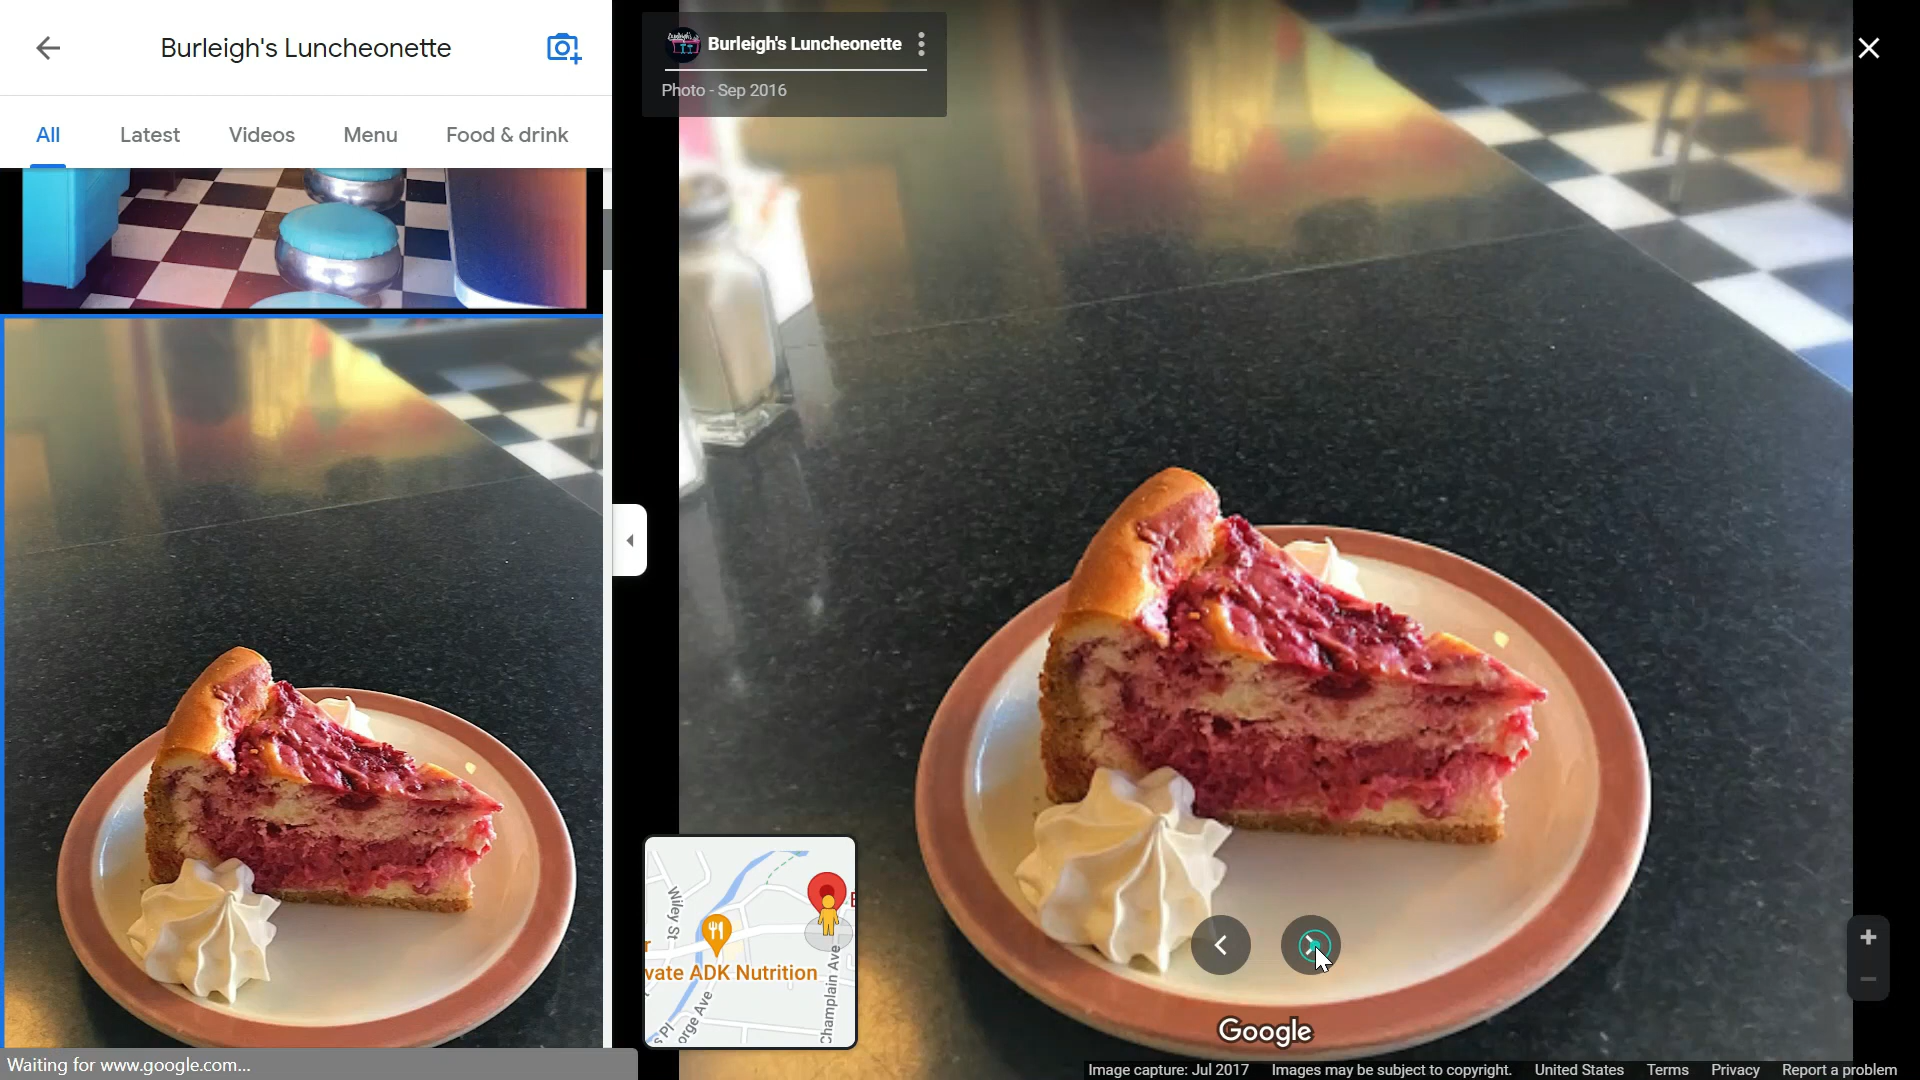 Burleigh's Luncheonette
All
Latest
Videos
Menu
Food & drink
Burleigh's Luncheonette
Photo - Sep 2016
Wiley St
vate ADK Nutrition
Champlain Ave
orge Ave
s Pl
Google
Waiting for www.google.com...
Image capture: Jul 2017
Images may be subject to copyright.
United States
Terms
Privacy
Report a problem